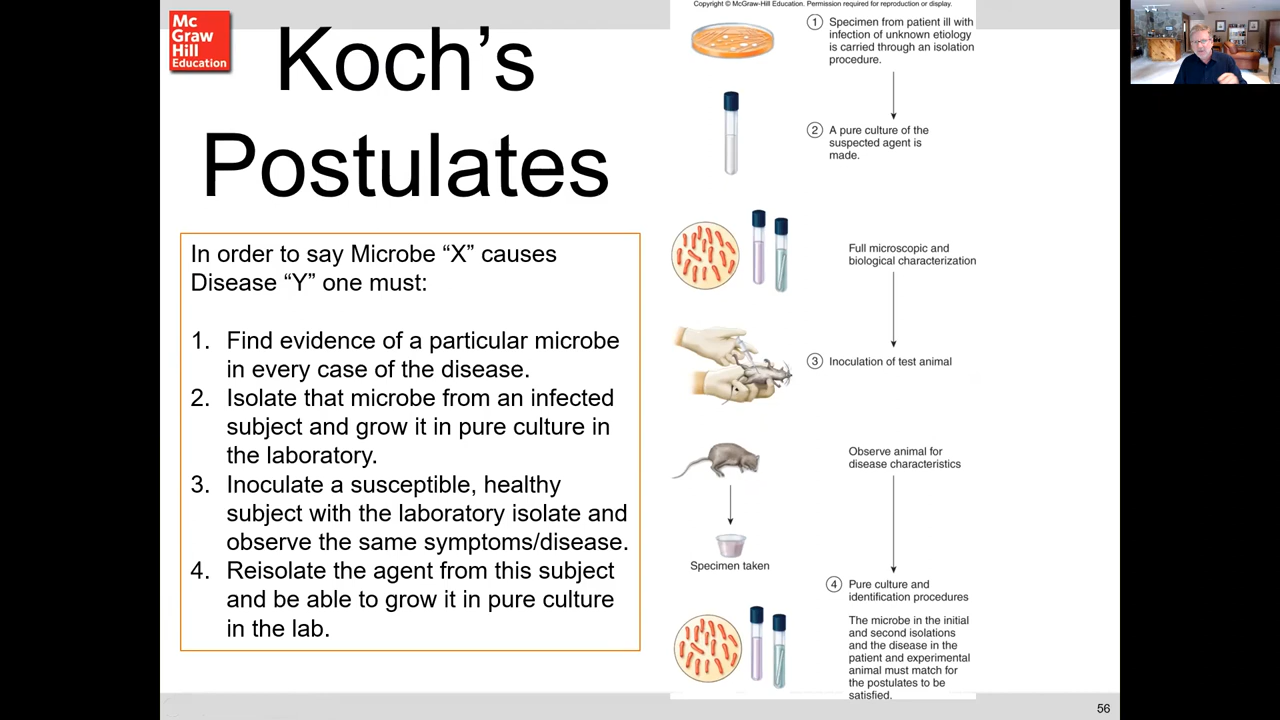 Mc
Graw
Hill
Education
Koch’s
Postulates
In order to say Microbe “X” causes
Disease “Y” one must:
1. Find evidence of a particular microbe
in every case of the disease.
2. Isolate that microbe from an infected
subject and grow it in pure culture in
the laboratory.
3. Inoculate a susceptible, healthy
subject with the laboratory isolate and
observe the same symptoms/disease.
4. Reisolate the agent from this subject
and be able to grow it in pure culture
in the lab.
Copyright © McGraw-Hill Education. Permission required for reproduction or display.
1 Specimen from patient ill with
infection of unknown etiology
is carried through an isolation
procedure.
2 A pure culture of the
suspected agent is
made.
Full microscopic and
biological characterization
3 Inoculation of test animal
Observe animal for
disease characteristics
Specimen taken
4 Pure culture and
identification procedures
The microbe in the initial
and second isolations
and the disease in the
patient and experimental
animal must match for
the postulates to be
satisfied.
56